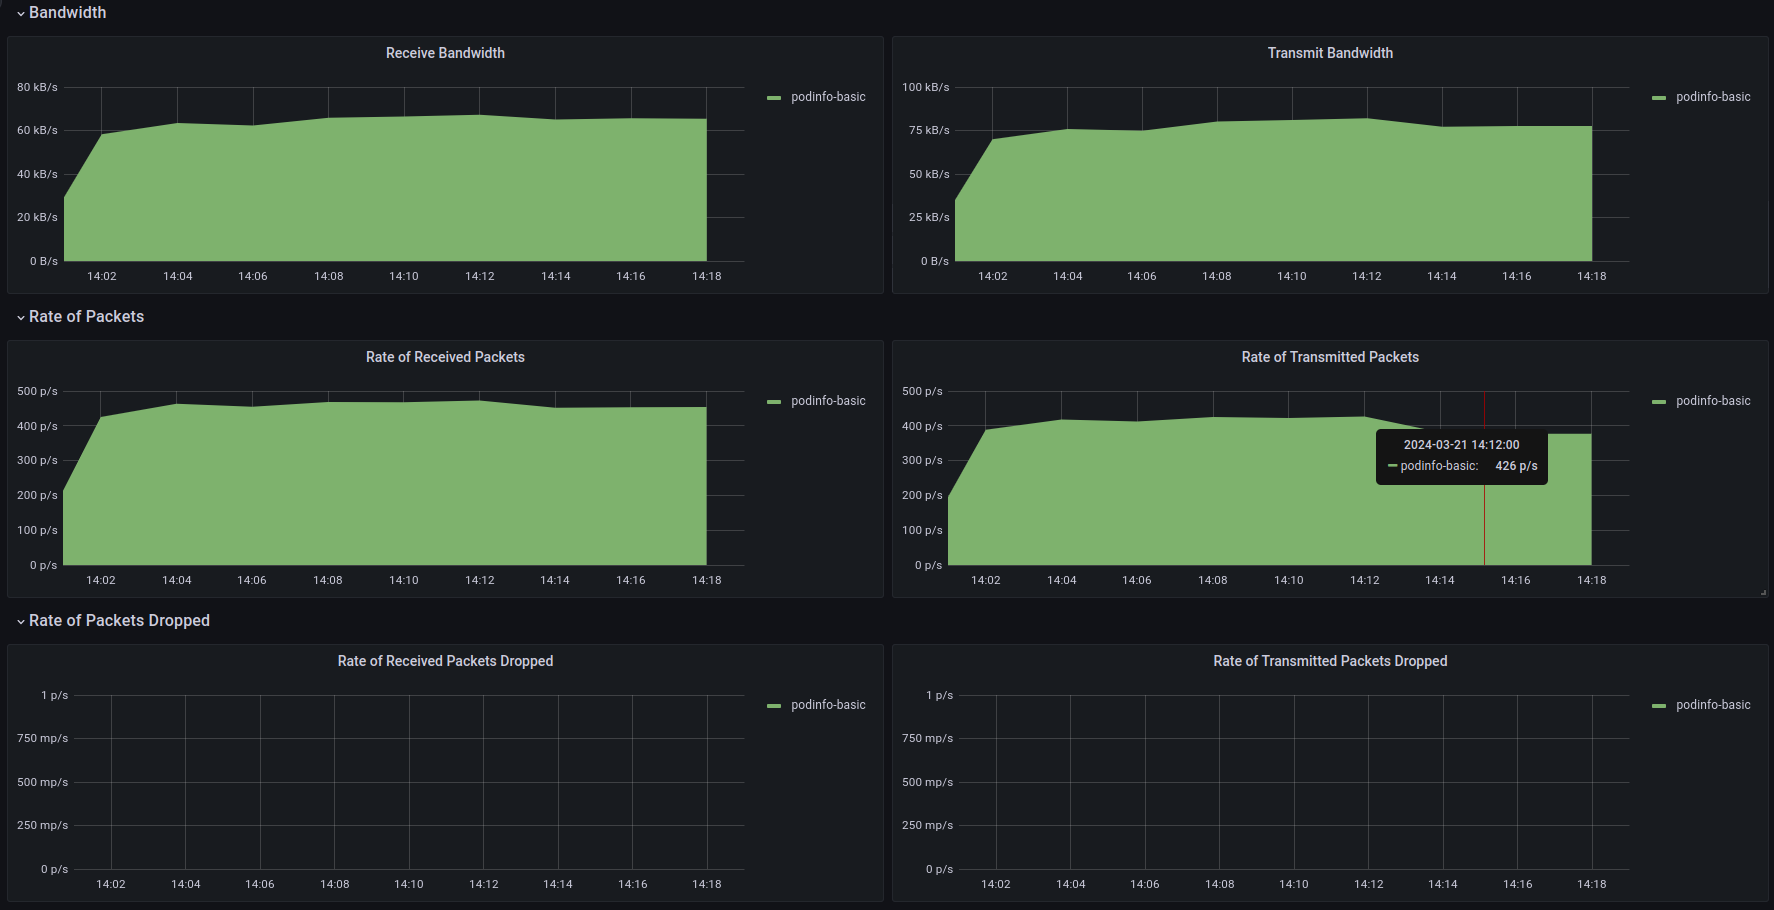 Bandwidth
Receive Bandwidth
80 kB/s
60 kB/s
40 kB/s
20 kB/s
0 B/s
14:02 14:04 14:06 14:08 14:10 14:12 14:14 14:16 14:18
podinfo-basic
Transmit Bandwidth
100 kB/s
75 kB/s
50 kB/s
25 kB/s
0 B/s
14:02 14:04 14:06 14:08 14:10 14:12 14:14 14:16 14:18
podinfo-basic
Rate of Packets
Rate of Received Packets
500 p/s
400 p/s
300 p/s
200 p/s
100 p/s
0 p/s
14:02 14:04 14:06 14:08 14:10 14:12 14:14 14:16 14:18
podinfo-basic
Rate of Transmitted Packets
500 p/s
400 p/s
300 p/s
200 p/s
100 p/s
0 p/s
14:02 14:04 14:06 14:08 14:10 14:12 14:14 14:16 14:18
podinfo-basic
2024-03-21 14:12:00
podinfo-basic: 426 p/s
Rate of Packets Dropped
Rate of Received Packets Dropped
1 p/s
750 mp/s
500 mp/s
250 mp/s
0 p/s
14:02 14:04 14:06 14:08 14:10 14:12 14:14 14:16 14:18
podinfo-basic
Rate of Transmitted Packets Dropped
1 p/s
750 mp/s
500 mp/s
250 mp/s
0 p/s
14:02 14:04 14:06 14:08 14:10 14:12 14:14 14:16 14:18
podinfo-basic